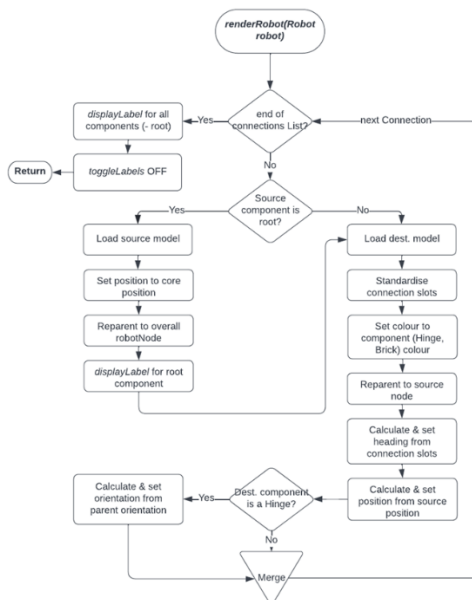 renderRobot(Robot
robot)
end of
connections List?
Yes
next Connection
displayLabel for all
components (- root)
No
Return
toggleLabels OFF
Source
component is
root?
Yes
No
Load source model
Load dest. model
Set position to core
position
Standardise
connection slots
Reparent to overall
robotNode
Set colour to
component (Hinge,
Brick) colour
displayLabel for root
component
Reparent to source
node
Calculate & set
heading from
connection slots
Calculate & set
orientation from
parent orientation
Yes
Dest. component
is a Hinge?
Calculate & set
position from source
position
No
Merge